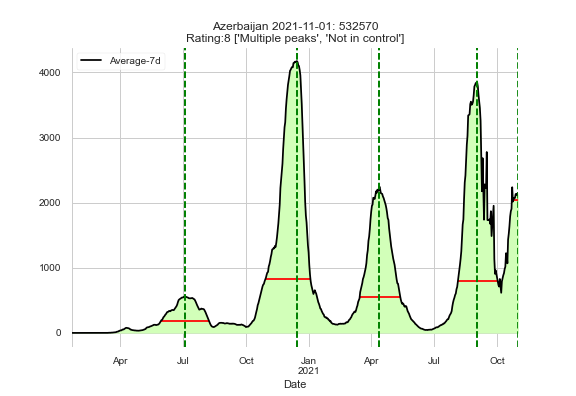 Azerbaijan 2021-11-01: 532570
Rating:8 ['Multiple peaks', 'Not in control']
Average-7d
4000
3000
2000
1000
0
Apr Jul Oct Jan Apr Jul Oct
2021
Date